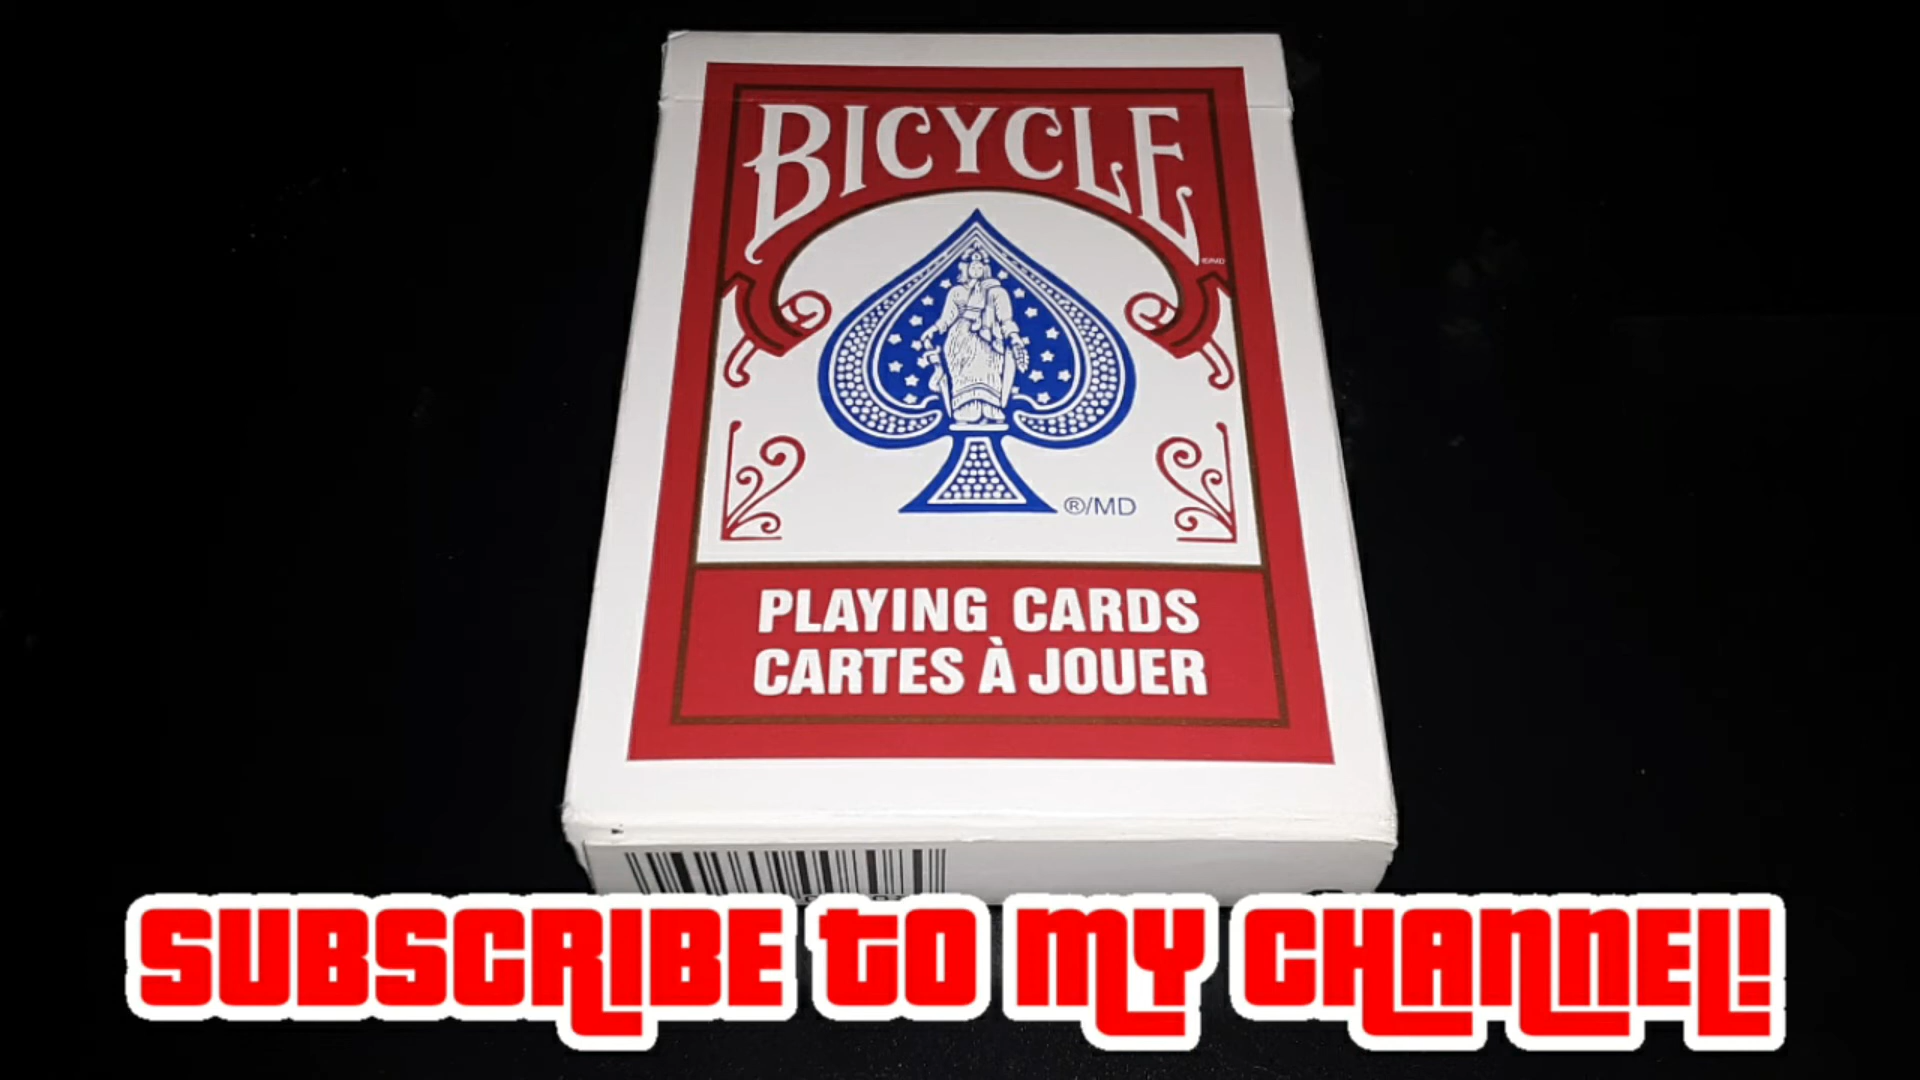 BICYCLE
®/MD
PLAYING CARDS
CARTES À JOUER
SUBSCRIBE TO MY CHANNEL!